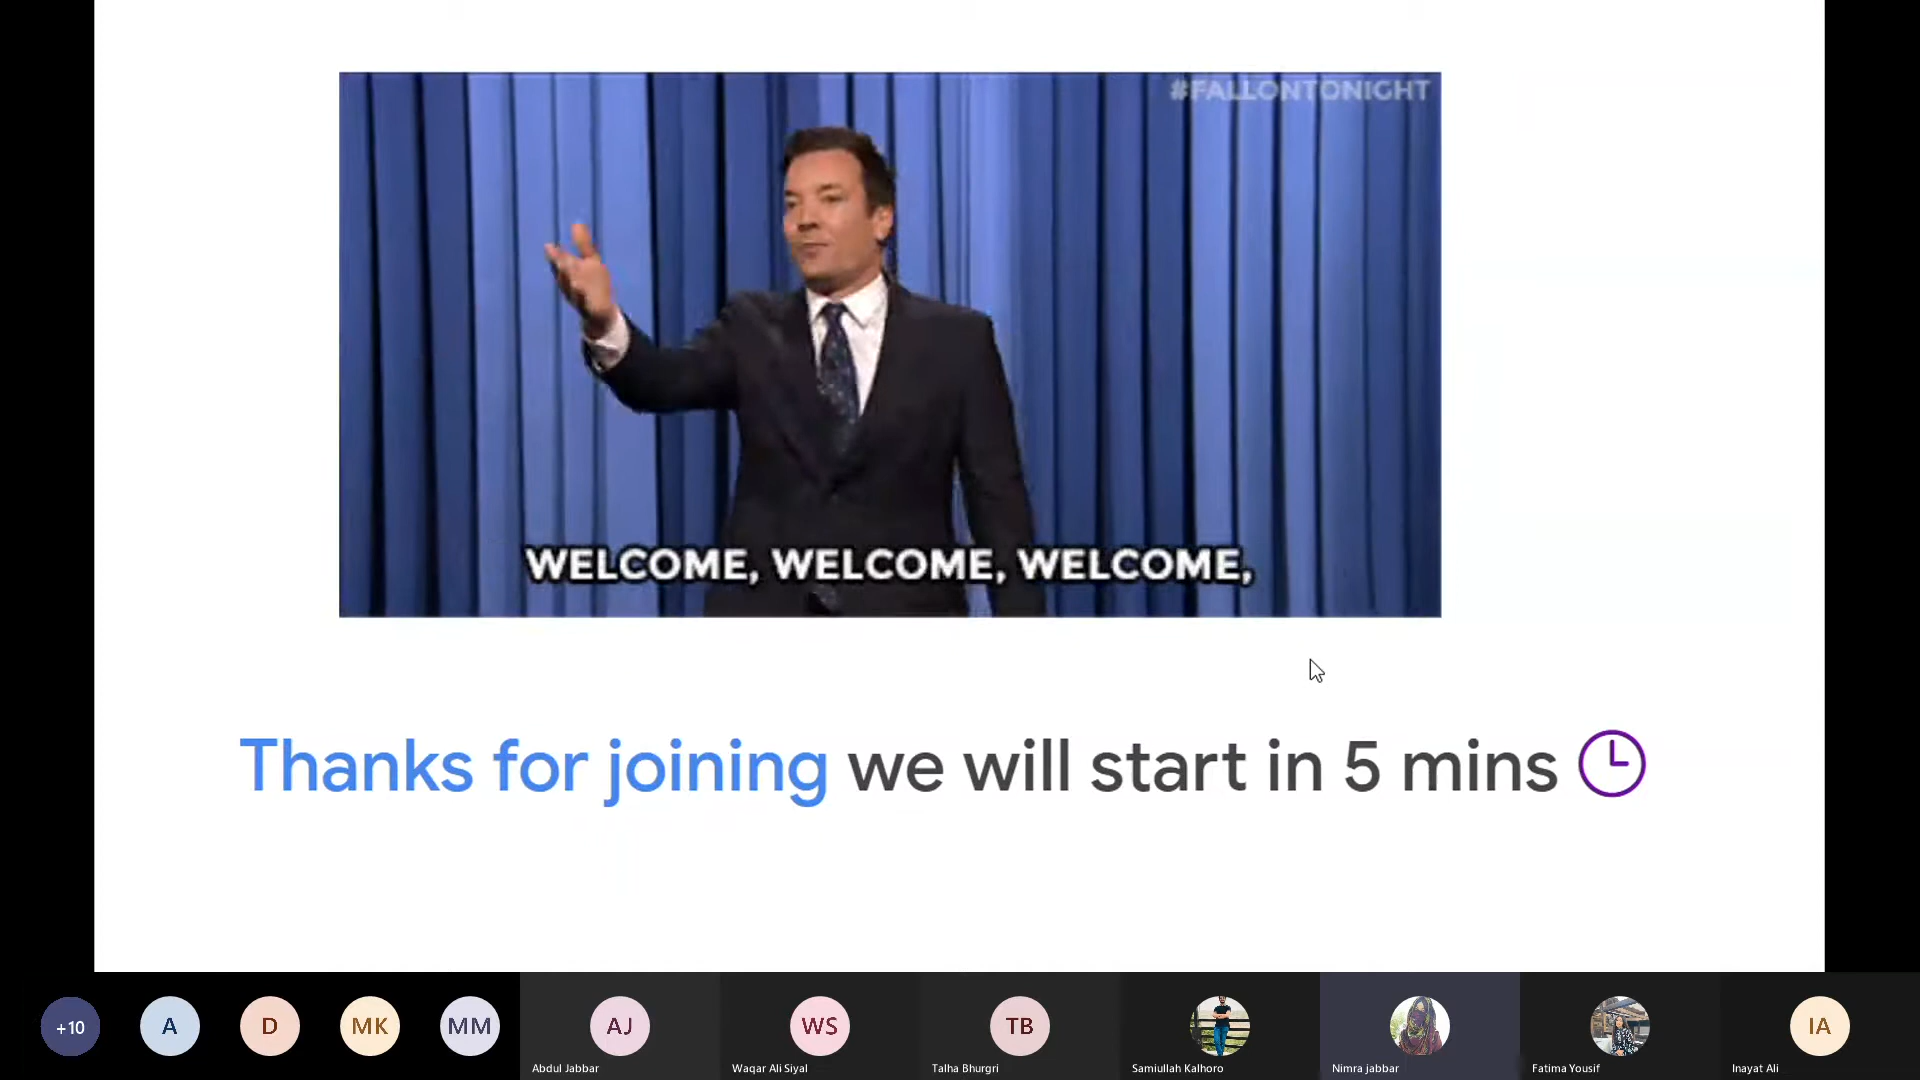 #FALLONTONIGHT
WELCOME, WELCOME, WELCOME,
Thanks for joining we will start in 5 mins
+10
A
D
MK
MM
AJ
WS
TB
IA
Abdul Jabbar
Waqar Ali Siyal
Talha Bhurgri
Samiullah Kalhoro
Nimra jabbar
Fatima Yousif
Inayat Ali